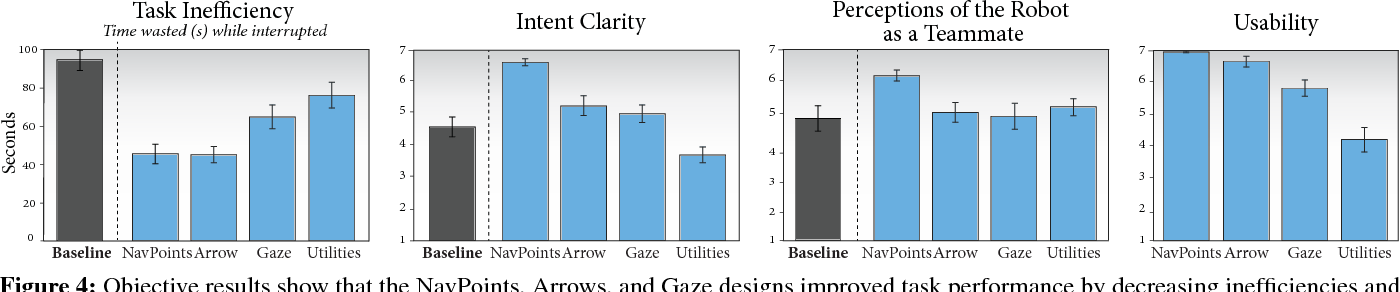 Task Inefficiency
Time wasted (s) while interrupted
Seconds
100
80
60
40
20
0
Baseline NavPoints Arrow Gaze Utilities
Intent Clarity
7
6
5
4
3
2
1
Baseline NavPoints Arrow Gaze Utilities
Perceptions of the Robot
as a Teammate
7
6
5
4
3
2
1
Baseline NavPoints Arrow Gaze Utilities
Usability
7
6
5
4
3
2
1
NavPoints Arrow Gaze Utilities
Figure 4: Objective results show that the NavPoints, Arrows, and Gaze designs improved task performance by decreasing inefficiencies and